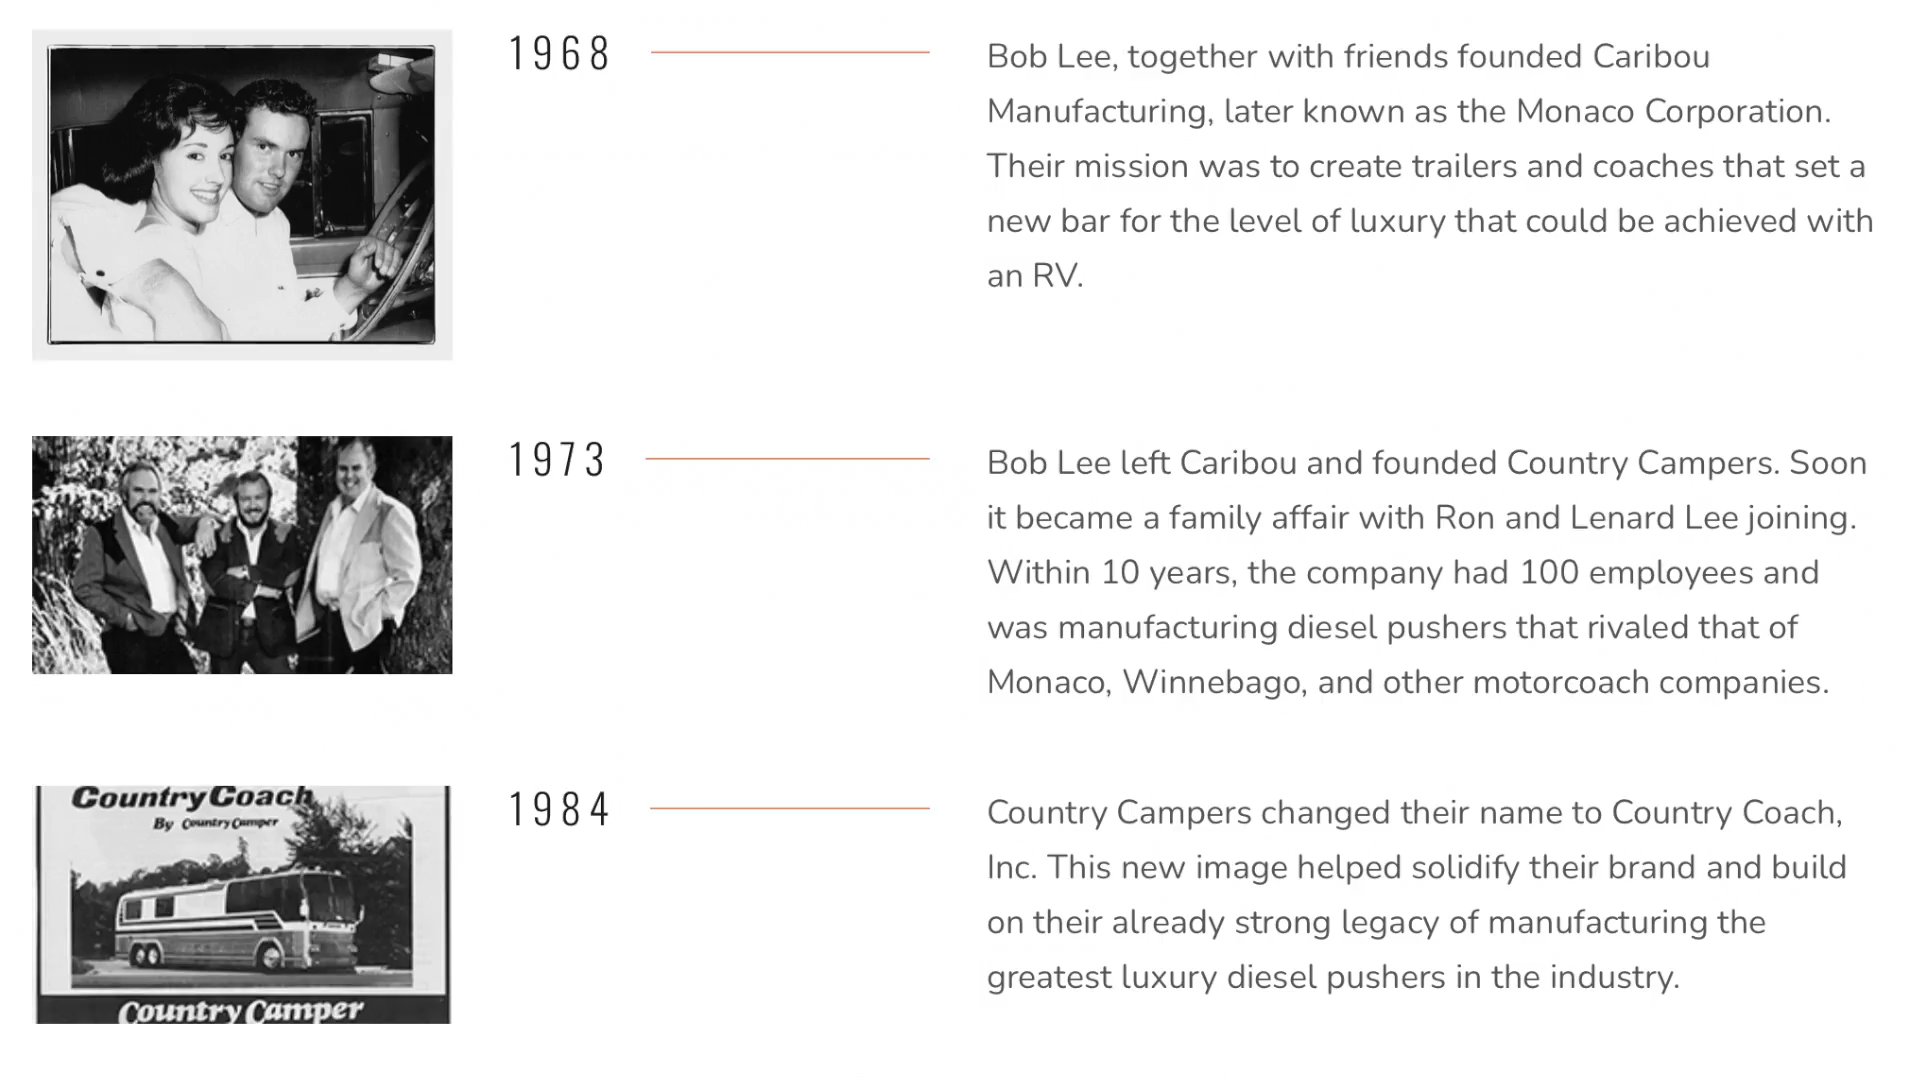 1968
Bob Lee, together with friends founded Caribou
Manufacturing, later known as the Monaco Corporation.
Their mission was to create trailers and coaches that set a
new bar for the level of luxury that could be achieved with
an RV.
1973
Bob Lee left Caribou and founded Country Campers. Soon
it became a family affair with Ron and Lenard Lee joining.
Within 10 years, the company had 100 employees and
was manufacturing diesel pushers that rivaled that of
Monaco, Winnebago, and other motorcoach companies.
Country Coach
By Country Camper
Country Camper
1984
Country Campers changed their name to Country Coach,
Inc. This new image helped solidify their brand and build
on their already strong legacy of manufacturing the
greatest luxury diesel pushers in the industry.